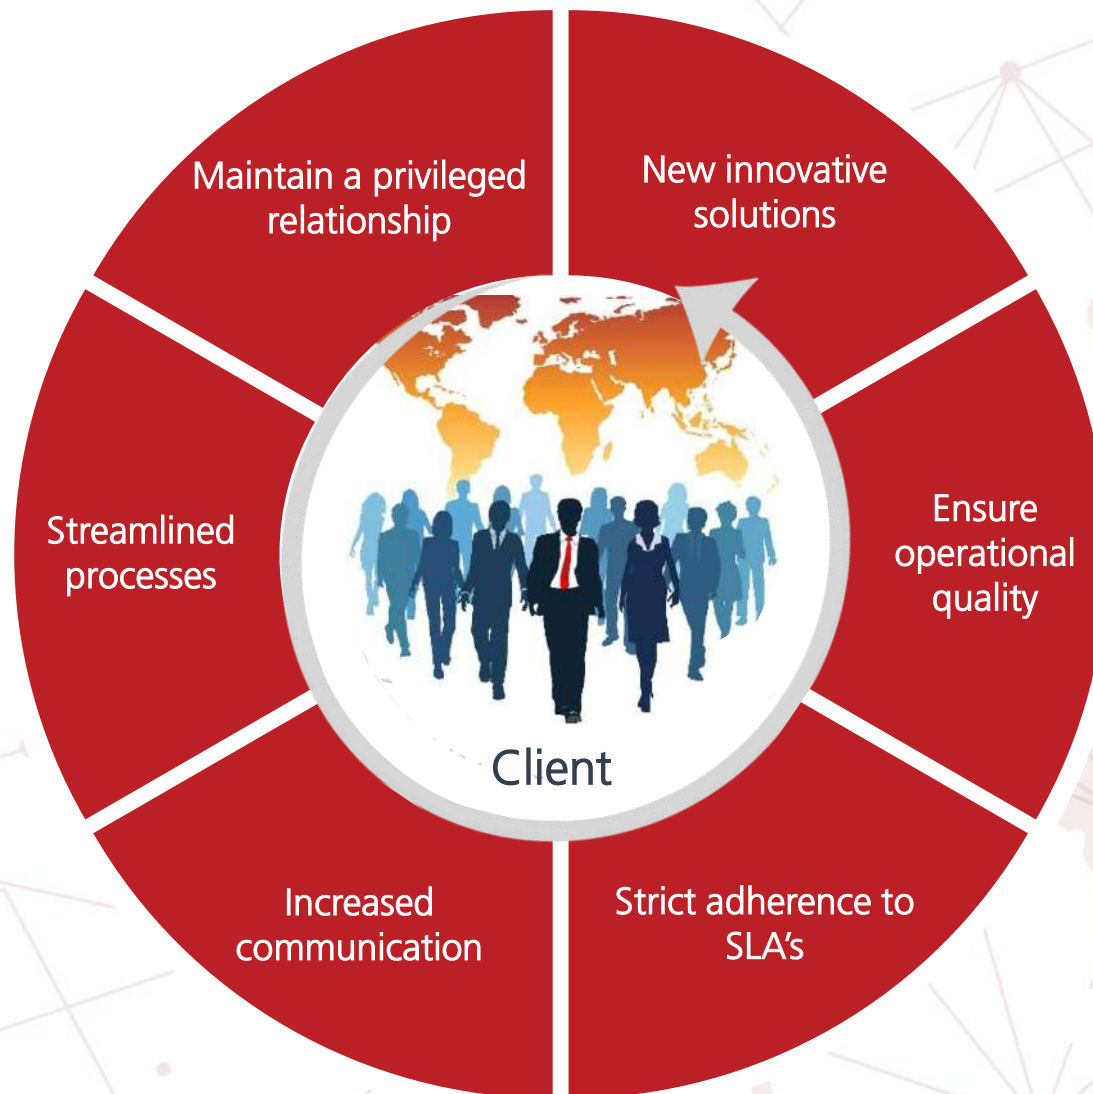 Maintain a privileged
relationship
New innovative
solutions
Streamlined
processes
Ensure
operational
quality
Client
Increased
communication
Strict adherence to
SLA’s